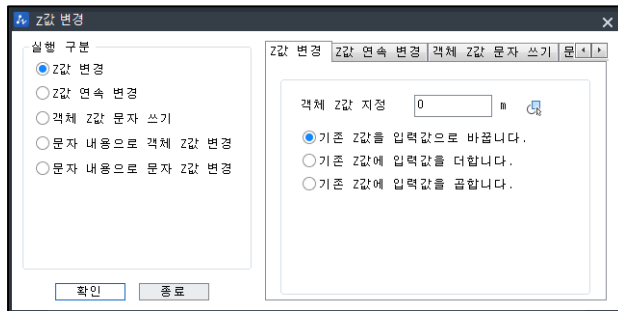 Z값 변경
실행 구분
Z값 변경
Z값 연속 변경
객체 Z값 문자 쓰기
문자 내용으로 객체 Z값 변경
문자 내용으로 문자 Z값 변경
확인 종료
Z값 변경 Z값 연속 변경 객체 Z값 문자 쓰기 문
객체 Z값 지정 0 m
기존 Z값을 입력값으로 바꿉니다.
기존 Z값에 입력값을 더합니다.
기존 Z값에 입력값을 곱합니다.